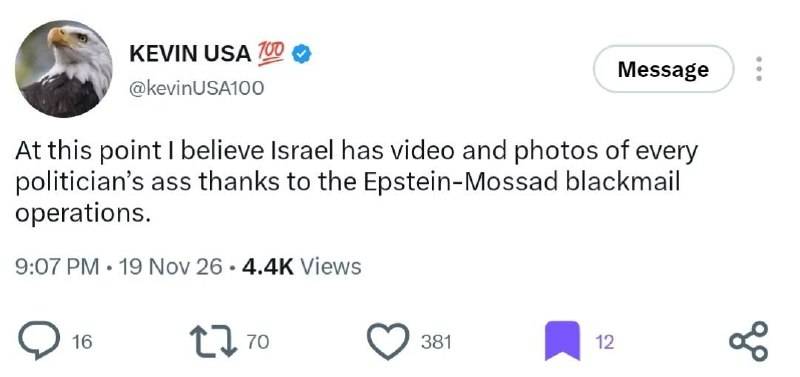 KEVIN USA 💯
@kevinUSA100
Message
At this point I believe Israel has video and photos of every
politician’s ass thanks to the Epstein-Mossad blackmail
operations.
9:07 PM • 19 Nov 26 • 4.4K Views
16 70 381 12